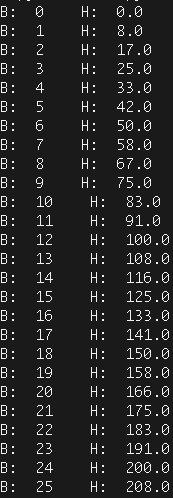 B:  0    H:  0.0
B:  1    H:  8.0
B:  2    H:  17.0
B:  3    H:  25.0
B:  4    H:  33.0
B:  5    H:  42.0
B:  6    H:  50.0
B:  7    H:  58.0
B:  8    H:  67.0
B:  9    H:  75.0
B:  10    H:  83.0
B:  11    H:  91.0
B:  12    H:  100.0
B:  13    H:  108.0
B:  14    H:  116.0
B:  15    H:  125.0
B:  16    H:  133.0
B:  17    H:  141.0
B:  18    H:  150.0
B:  19    H:  158.0
B:  20    H:  166.0
B:  21    H:  175.0
B:  22    H:  183.0
B:  23    H:  191.0
B:  24    H:  200.0
B:  25    H:  208.0